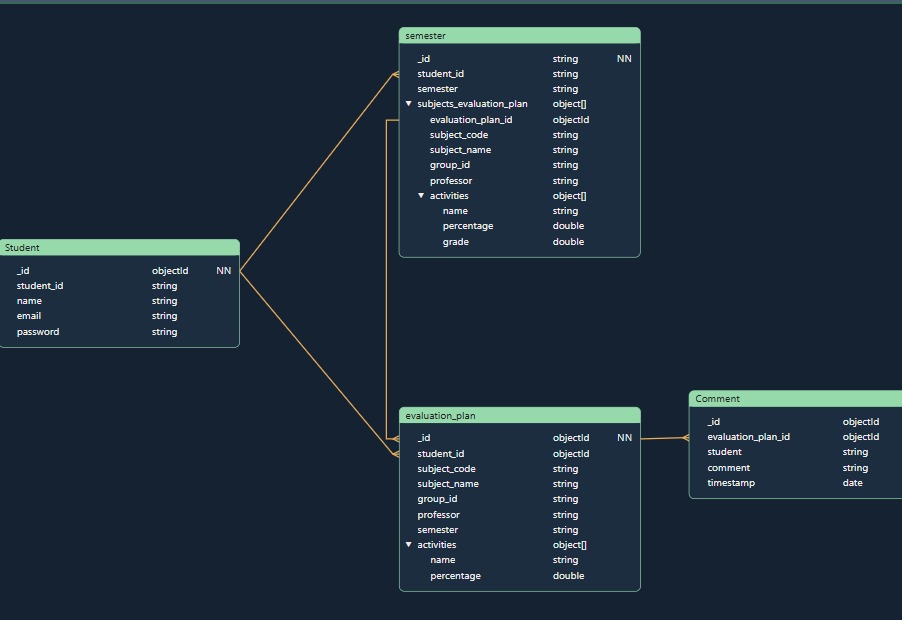 semester
_id string NN
student_id string
semester string
subjects_evaluation_plan object[]
evaluation_plan_id objectId
subject_code string
subject_name string
group_id string
professor string
activities object[]
name string
percentage double
grade double
Student
_id objectId NN
student_id string
name string
email string
password string
evaluation_plan
_id objectId NN
student_id objectId
subject_code string
subject_name string
group_id string
professor string
semester string
activities object[]
name string
percentage double
Comment
_id objectId
evaluation_plan_id objectId
student string
comment string
timestamp date